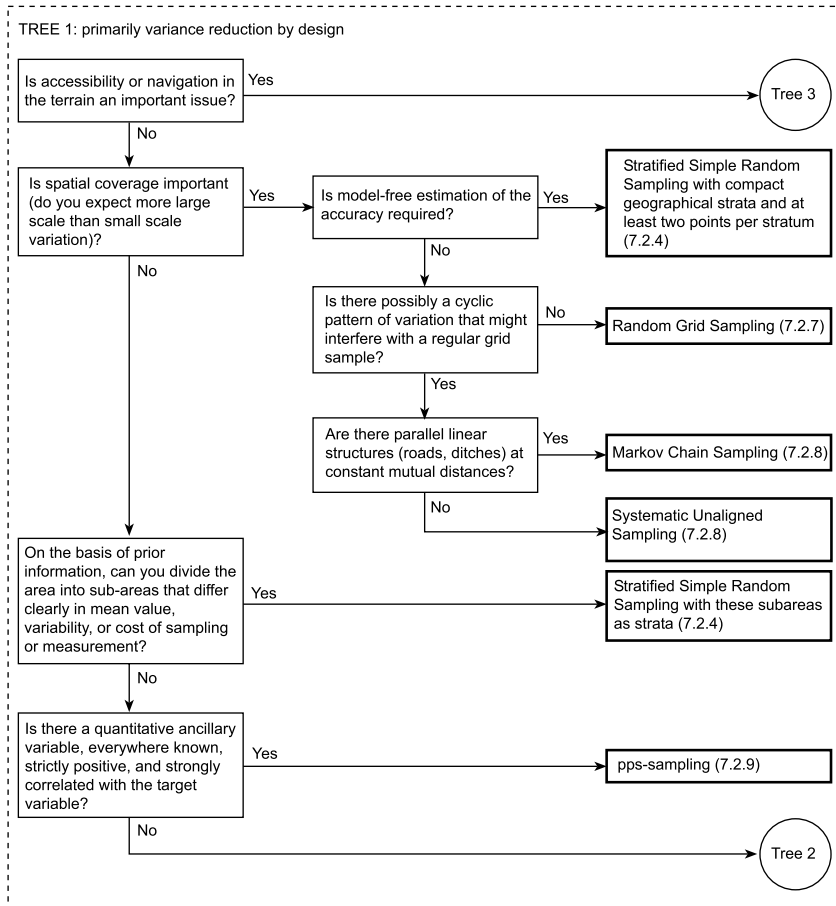 TREE 1: primarily variance reduction by design
Is accessibility or navigation in
the terrain an important issue?
Yes
Tree 3
No
Is spatial coverage important
(do you expect more large
scale than small scale
variation)?
Yes
Is model-free estimation of the
accuracy required?
Yes
Stratified Simple Random
Sampling with compact
geographical strata and at
least two points per stratum
(7.2.4)
No
No
Is there possibly a cyclic
pattern of variation that might
interfere with a regular grid
sample?
No
Random Grid Sampling (7.2.7)
Yes
Are there parallel linear
structures (roads, ditches) at
constant mutual distances?
Yes
Markov Chain Sampling (7.2.8)
No
Systematic Unaligned
Sampling (7.2.8)
On the basis of prior
information, can you divide the
area into sub-areas that differ
clearly in mean value,
variability, or cost of sampling
or measurement?
Yes
Stratified Simple Random
Sampling with these subareas
as strata (7.2.4)
No
Is there a quantitative ancillary
variable, everywhere known,
strictly positive, and strongly
correlated with the target
variable?
Yes
pps-sampling (7.2.9)
No
Tree 2